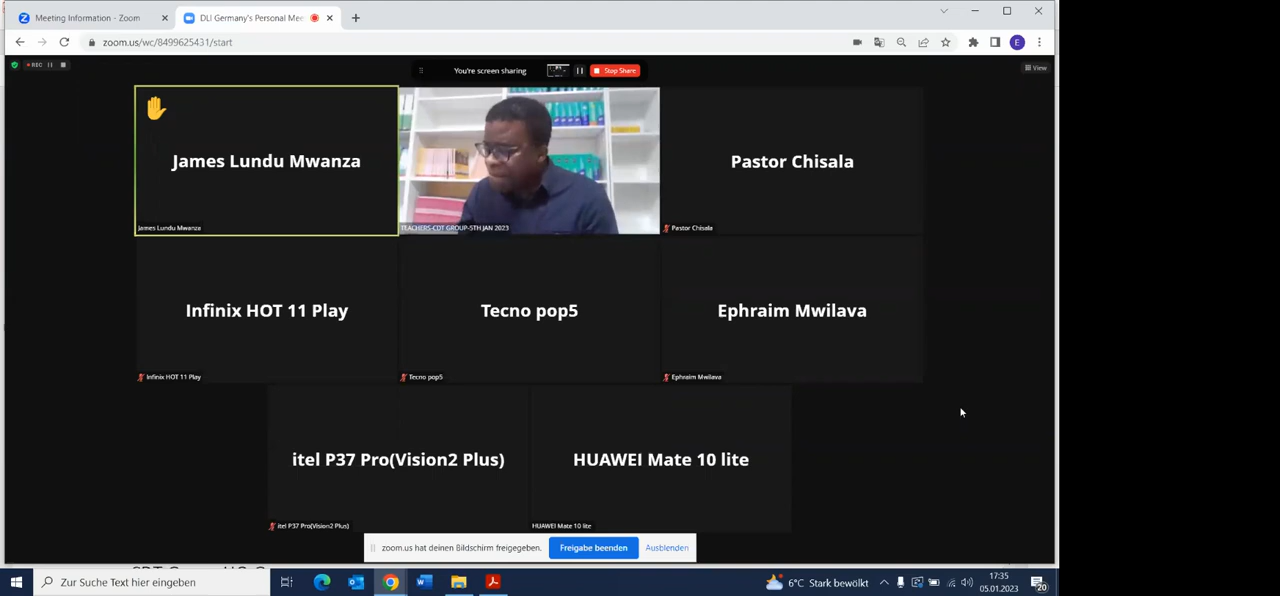 Meeting Information - Zoom
DLI Germany's Personal Mee
zoom.us/wc/8499625431/start
E
REC
You're screen sharing
Stop Share
View
James Lundu Mwanza
Pastor Chisala
James Lundu Mwanza
TEACHERS-CDT GROUP-5TH JAN 2023
Pastor Chisala
Infinix HOT 11 Play
Tecno pop5
Ephraim Mwilava
Infinix HOT 11 Play
Tecno pop5
Ephraim Mwilava
itel P37 Pro(Vision2 Plus)
HUAWEI Mate 10 lite
itel P37 Pro(Vision2 Plus)
HUAWEI Mate 10 lite
zoom.us hat deinen Bildschirm freigegeben.
Freigabe beenden
Ausblenden
Zur Suche Text hier eingeben
6°C Stark bewölkt
17:35
05.01.2023
20